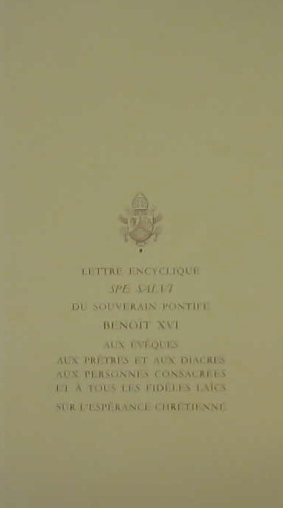 LETTRE ENCYCLIQUE
SPE SALVI
DU SOUVERAIN PONTIFE
BENOÎT XVI
AUX ÉVÊQUES
AUX PRÊTRES ET AUX DIACRES
AUX PERSONNES CONSACRÉES
ET À TOUS LES FIDÈLES LAÏCS
SUR L'ESPÉRANCE CHRÉTIENNE